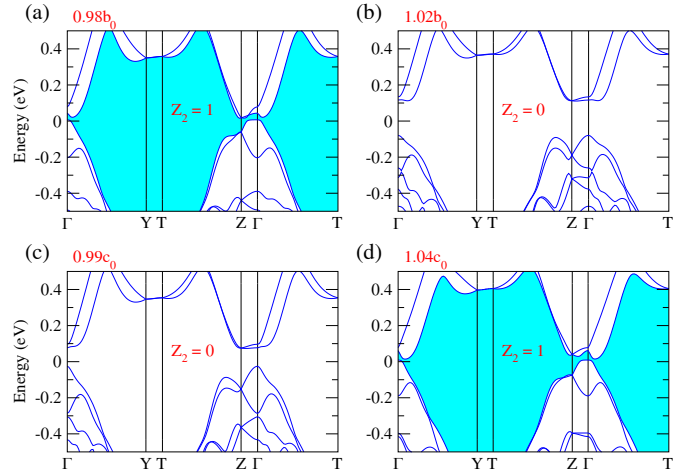 (a) 0.98b₀
(b) 1.02b₀
Energy (eV)
0.4
0.2
0
-0.2
-0.4
Z₂ = 1
Γ Y T Z Γ T
Z₂ = 0
Γ Y T Z Γ T
(c) 0.99c₀
(d) 1.04c₀
Energy (eV)
0.4
0.2
0
-0.2
-0.4
Z₂ = 0
Γ Y T Z Γ T
Z₂ = 1
Γ Y T Z Γ T